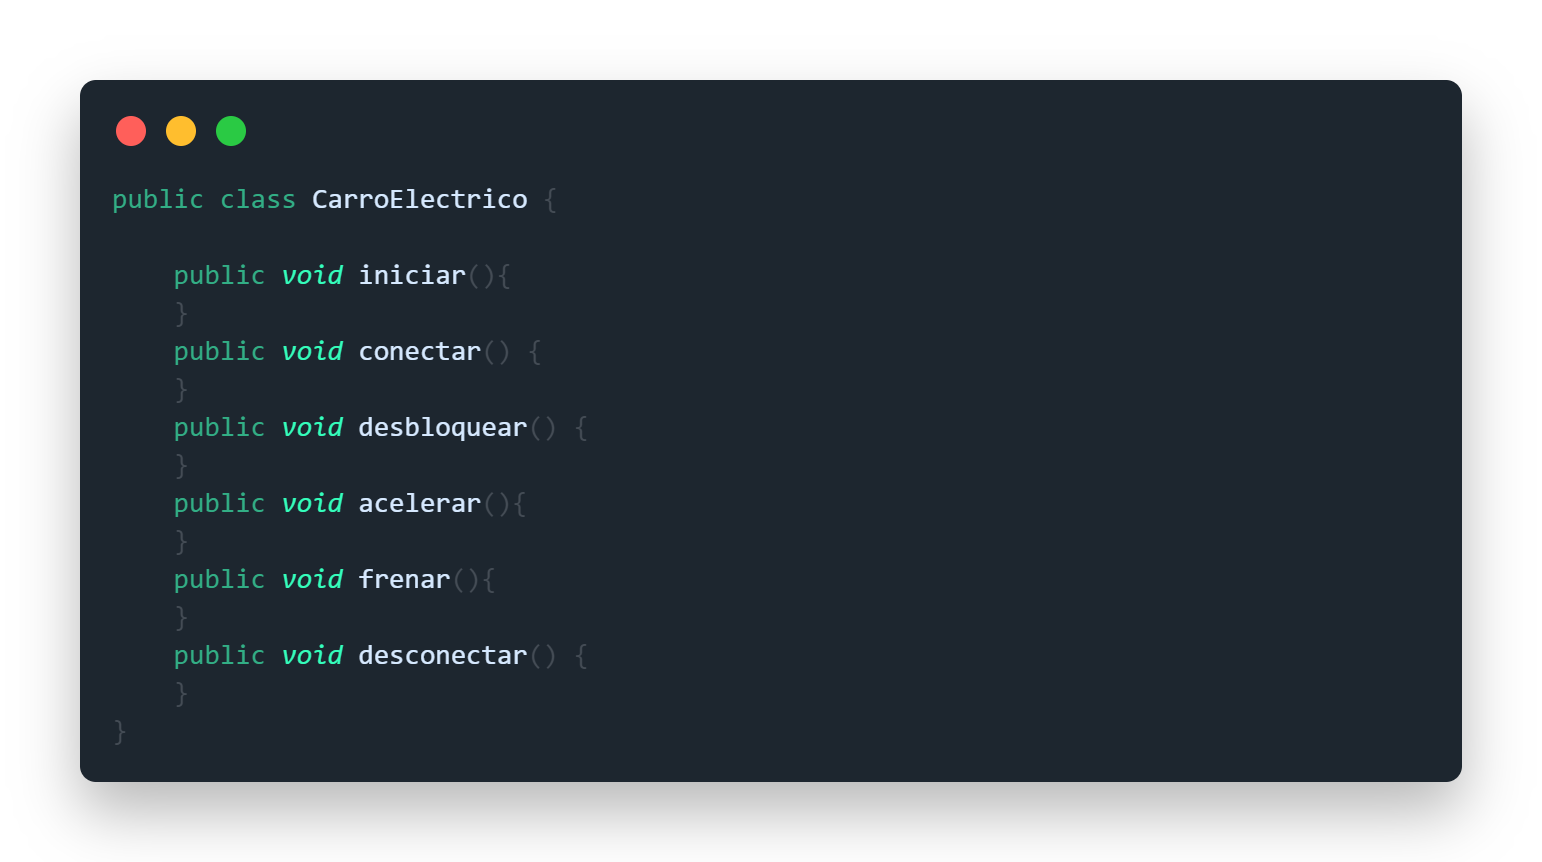 public class CarroElectrico {
    public void iniciar(){
    }
    public void conectar() {
    }
    public void desbloquear() {
    }
    public void acelerar(){
    }
    public void frenar(){
    }
    public void desconectar() {
    }
}